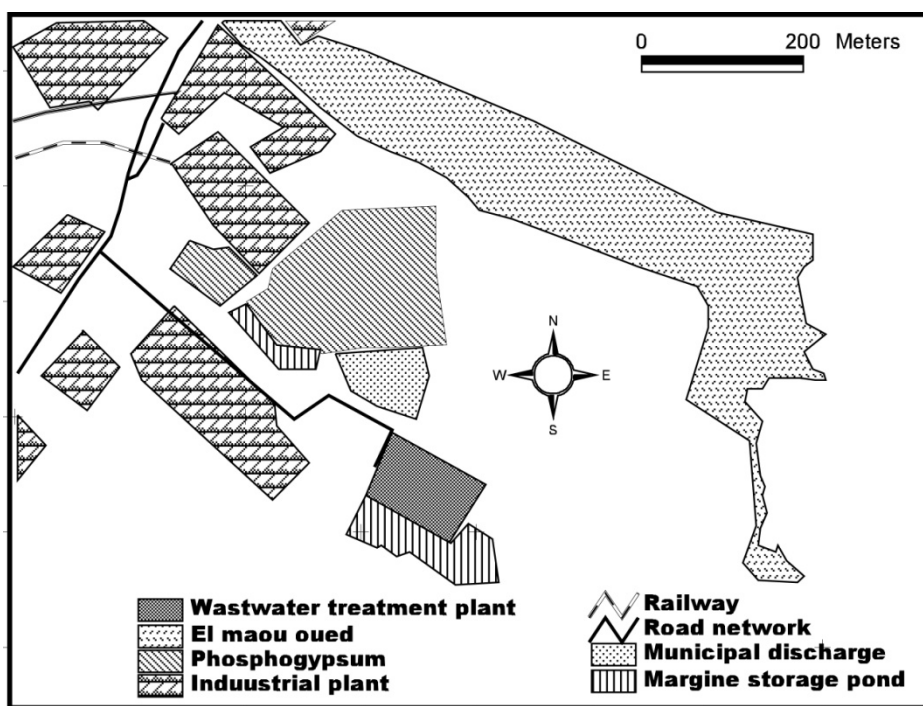 0 200 Meters
N
W E
S
Wastwater treatment plant
El maou oued
Phosphogypsum
Induustrial plant
Railway
Road network
Municipal discharge
Margine storage pond